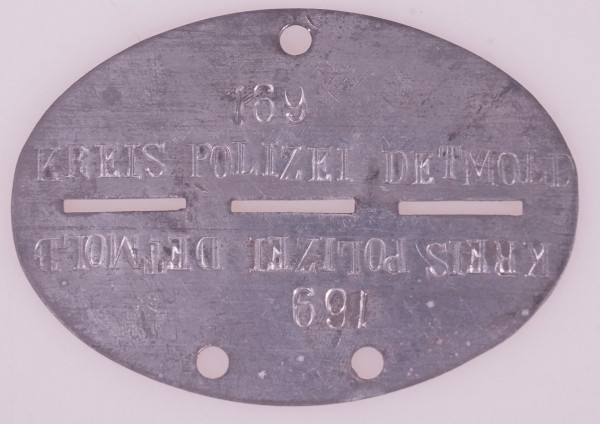 169
KREIS POLIZEI DETMOLD
KREIS POLIZEI DETMOLD
169